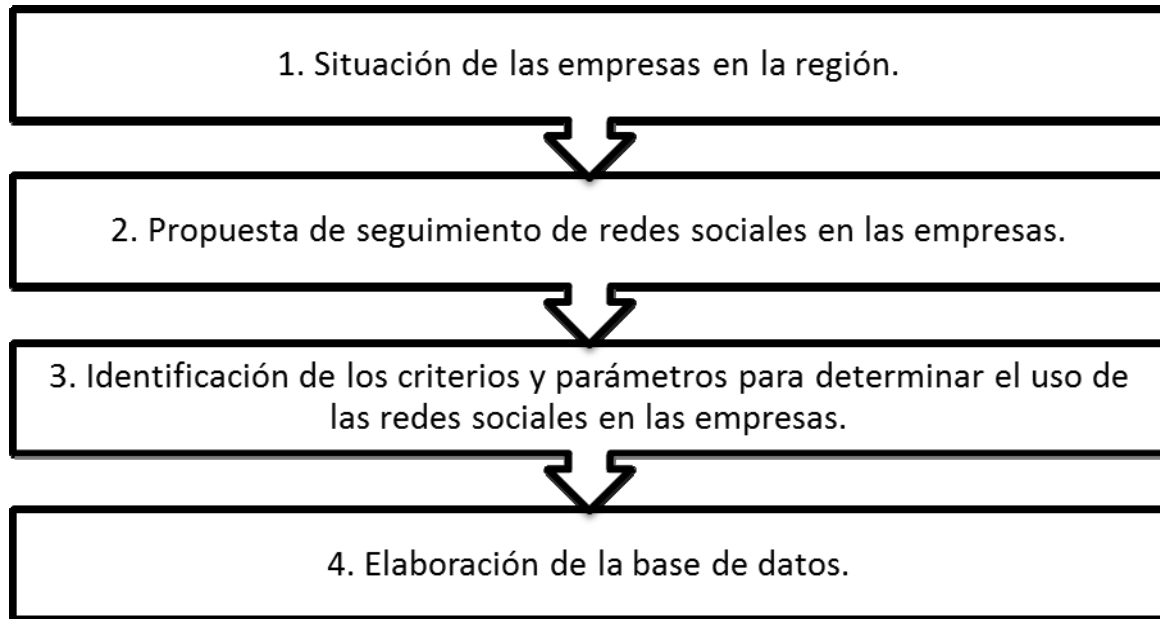 1. Situación de las empresas en la región.
2. Propuesta de seguimiento de redes sociales en las empresas.
3. Identificación de los criterios y parámetros para determinar el uso de
las redes sociales en las empresas.
4. Elaboración de la base de datos.